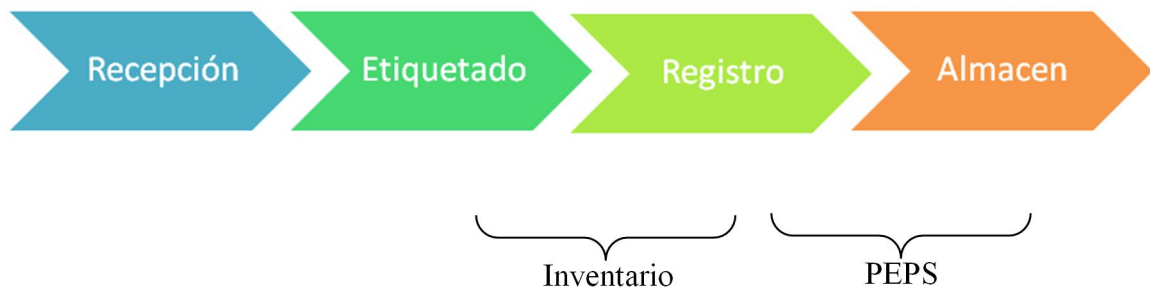 Recepción
Etiquetado
Registro
Almacen
Inventario
PEPS